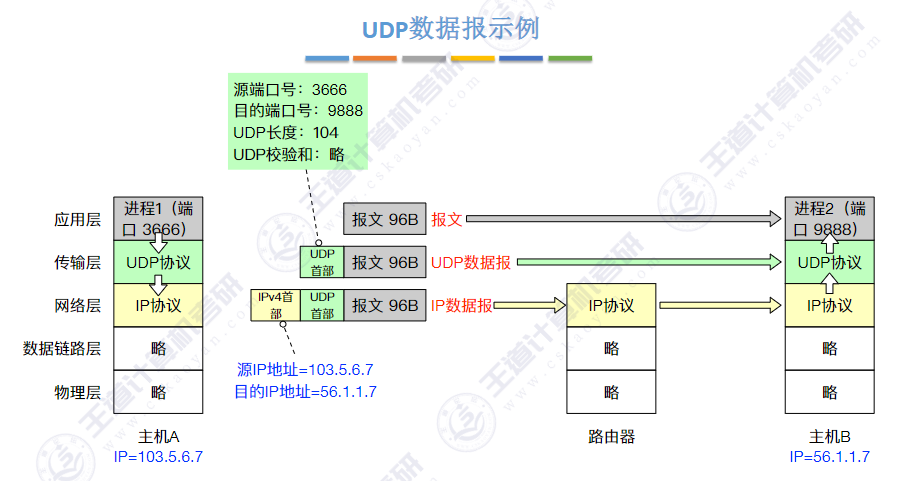 UDP数据报示例
源端口号：3666
目的端口号：9888
UDP长度：104
UDP校验和：略
应用层
进程1（端
口 3666）
报文 96B
报文
进程2（端
口 9888）
传输层
UDP协议
UDP
首部
报文 96B
UDP数据报
UDP协议
网络层
IP协议
IPv4首
部
UDP
首部
报文 96B
IP数据报
IP协议
IP协议
数据链路层
略
略
略
物理层
略
略
略
源IP地址=103.5.6.7
目的IP地址=56.1.1.7
主机A
IP=103.5.6.7
路由器
主机B
IP=56.1.1.7
王道计算机考研
www.cskaoyan.com